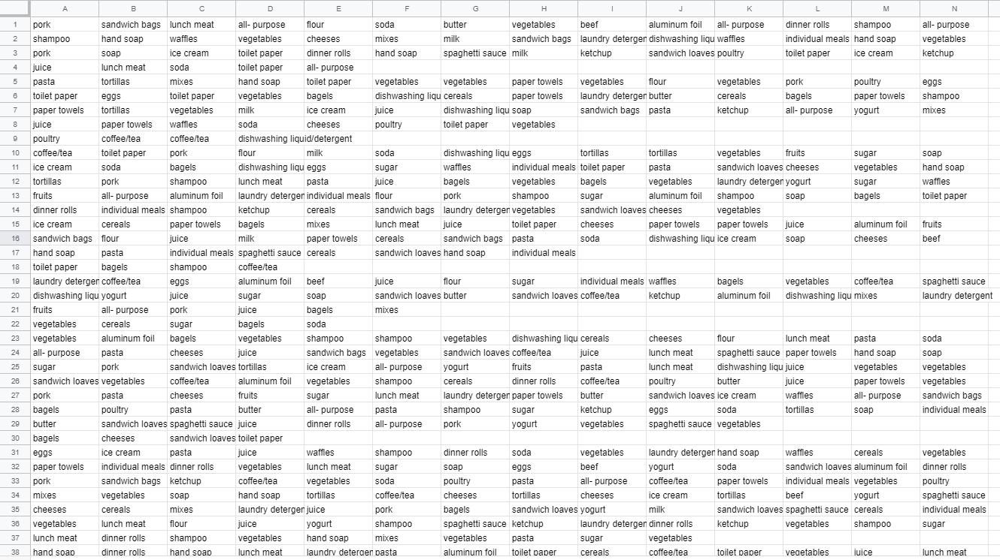 A B C D E F G H I J K L M N
1 pork sandwich bags lunch meat all- purpose flour soda butter vegetables beef aluminum foil all- purpose dinner rolls shampoo all- purpose
2 shampoo hand soap waffles vegetables cheeses mixes milk sandwich bags laundry detergen dishwashing liqu waffles individual meals hand soap vegetables
3 pork soap ice cream toilet paper dinner rolls hand soap spaghetti sauce milk ketchup sandwich loaves poultry toilet paper ice cream ketchup
4 juice lunch meat soda toilet paper all- purpose
5 pasta tortillas mixes hand soap toilet paper vegetables vegetables paper towels vegetables flour vegetables pork poultry eggs
6 toilet paper eggs toilet paper vegetables bagels dishwashing liqu cereals paper towels laundry detergen butter cereals bagels paper towels shampoo
7 paper towels tortillas vegetables milk ice cream juice dishwashing liqu soap sandwich bags pasta ketchup all- purpose yogurt mixes
8 juice paper towels waffles soda cheeses poultry toilet paper vegetables
9 poultry coffee/tea coffee/tea dishwashing liquid/detergent
10 coffee/tea toilet paper pork flour milk soda dishwashing liqu eggs tortillas tortillas vegetables fruits sugar soap
11 ice cream soda bagels dishwashing liqu eggs sugar waffles individual meals toilet paper pasta sandwich loaves cheeses vegetables hand soap
12 tortillas pork shampoo lunch meat pasta juice bagels vegetables bagels vegetables laundry detergen yogurt sugar waffles
13 fruits all- purpose aluminum foil laundry detergen individual meals flour pork shampoo sugar aluminum foil shampoo soap bagels toilet paper
14 dinner rolls individual meals shampoo ketchup cereals sandwich bags laundry detergen vegetables sandwich loaves cheeses vegetables
15 ice cream cereals paper towels bagels mixes lunch meat juice toilet paper cheeses paper towels paper towels juice aluminum foil fruits
16 sandwich bags flour juice milk paper towels cereals sandwich bags pasta soda dishwashing liqu ice cream soap cheeses beef
17 hand soap pasta individual meals spaghetti sauce cereals sandwich loaves hand soap individual meals
18 toilet paper bagels shampoo coffee/tea
19 laundry detergen coffee/tea eggs aluminum foil beef juice flour sugar individual meals waffles bagels vegetables coffee/tea spaghetti sauce
20 dishwashing liqu yogurt juice sugar soap sandwich loaves butter sandwich loaves coffee/tea ketchup aluminum foil dishwashing liqu mixes laundry detergent
21 fruits all- purpose pork juice bagels mixes
22 vegetables cereals sugar bagels soda
23 vegetables aluminum foil bagels vegetables shampoo shampoo vegetables dishwashing liqu cereals cheeses flour lunch meat pasta soda
24 all- purpose pasta cheeses juice sandwich bags vegetables sandwich loaves coffee/tea juice lunch meat spaghetti sauce paper towels hand soap soap
25 sugar pork sandwich loaves tortillas ice cream all- purpose yogurt fruits pasta lunch meat dishwashing liqu juice vegetables vegetables
26 sandwich loaves vegetables coffee/tea aluminum foil vegetables shampoo cereals dinner rolls coffee/tea poultry butter juice paper towels vegetables
27 pork pasta cheeses fruits sugar lunch meat laundry detergen paper towels butter sandwich loaves ice cream waffles all- purpose sandwich bags
28 bagels poultry pasta butter all- purpose pasta shampoo sugar ketchup eggs soda tortillas soap individual meals
29 butter sandwich loaves spaghetti sauce juice dinner rolls all- purpose pork yogurt vegetables spaghetti sauce vegetables
30 bagels cheeses sandwich loaves toilet paper
31 eggs ice cream pasta juice waffles shampoo dinner rolls soda vegetables laundry detergen hand soap waffles cereals vegetables
32 paper towels individual meals dinner rolls vegetables lunch meat sugar soap eggs beef yogurt soda sandwich loaves aluminum foil dinner rolls
33 pork sandwich bags ketchup coffee/tea vegetables soda poultry pasta all- purpose coffee/tea paper towels individual meals vegetables poultry
34 mixes vegetables soap hand soap tortillas coffee/tea cheeses tortillas cheeses ice cream tortillas beef yogurt spaghetti sauce
35 cheeses cereals mixes laundry detergen juice pork bagels sandwich loaves yogurt milk sandwich loaves spaghetti sauce cereals individual meals
36 vegetables lunch meat flour juice yogurt shampoo spaghetti sauce ketchup laundry detergen dinner rolls ketchup vegetables shampoo sugar
37 lunch meat dinner rolls shampoo vegetables hand soap mixes vegetables pasta sugar vegetables
38 hand soap dinner rolls hand soap lunch meat laundry detergen pasta aluminum foil toilet paper cereals coffee/tea toilet paper vegetables juice lunch meat